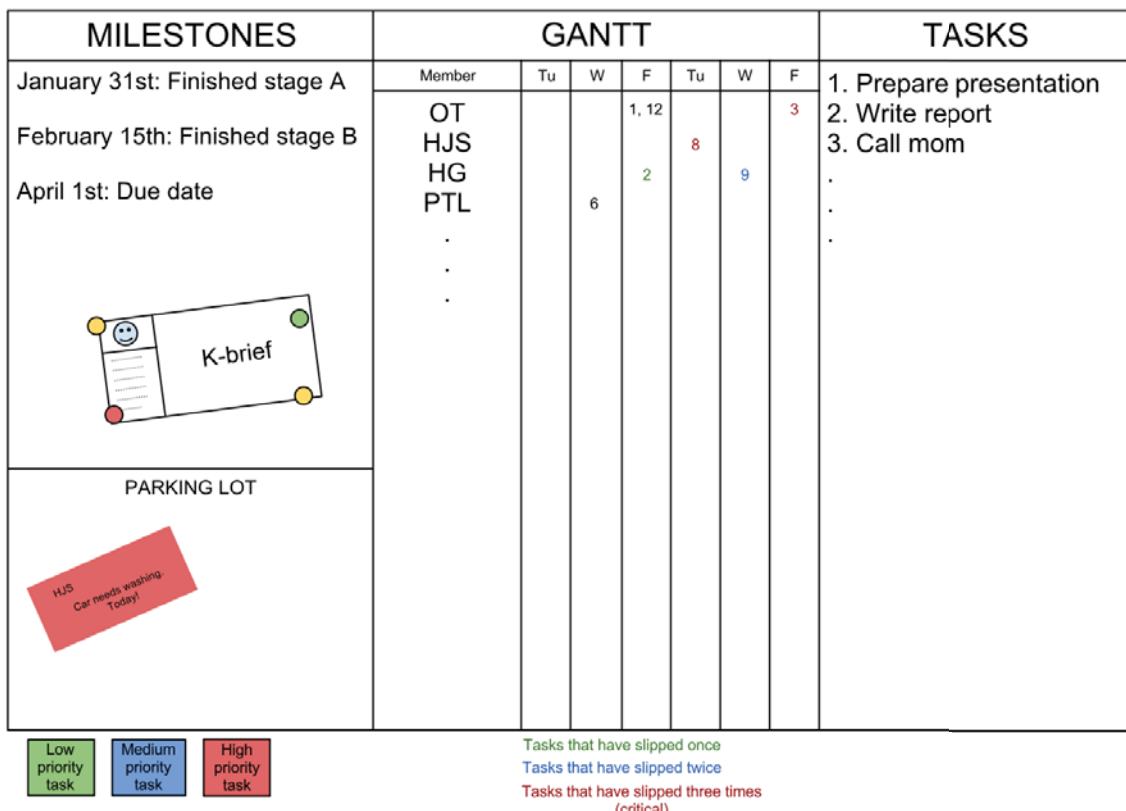 MILESTONES
January 31st: Finished stage A
February 15th: Finished stage B
April 1st: Due date
K-brief
PARKING LOT
HJS
Car needs washing.
Today!
GANTT
Member Tu W F Tu W F
OT 1, 12 3
HJS 8
HG 2 9
PTL 6
.
.
.
TASKS
1. Prepare presentation
2. Write report
3. Call mom
.
.
.
Low
priority
task
Medium
priority
task
High
priority
task
Tasks that have slipped once
Tasks that have slipped twice
Tasks that have slipped three times
(critical)